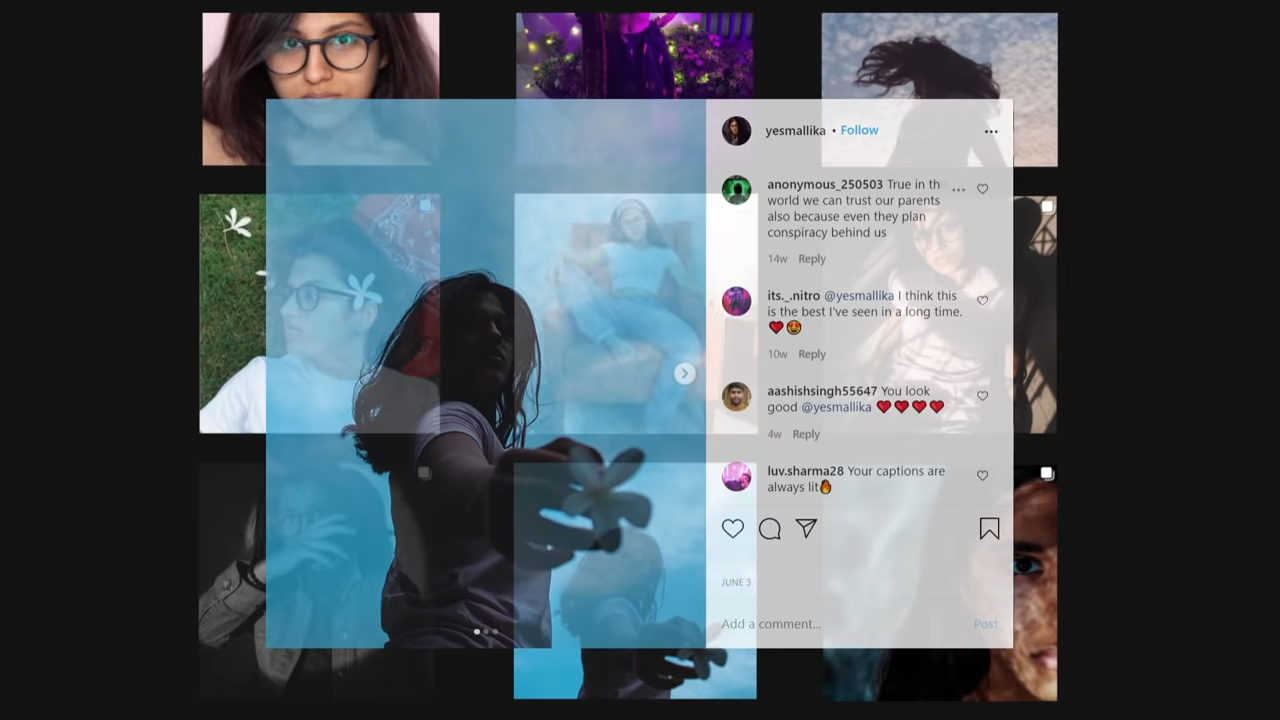 yesmallika • Follow
anonymous_250503 True in this
world we can trust our parents
also because even they plan
conspiracy behind us
14w Reply
its._.nitro @yesmallika I think this
is the best I've seen in a long time.
❤️😍
10w Reply
aashishsingh55647 You look
good @yesmallika ❤️❤️❤️❤️
4w Reply
luv.sharma28 Your captions are
always lit🔥
JUNE 3
Add a comment...
Post